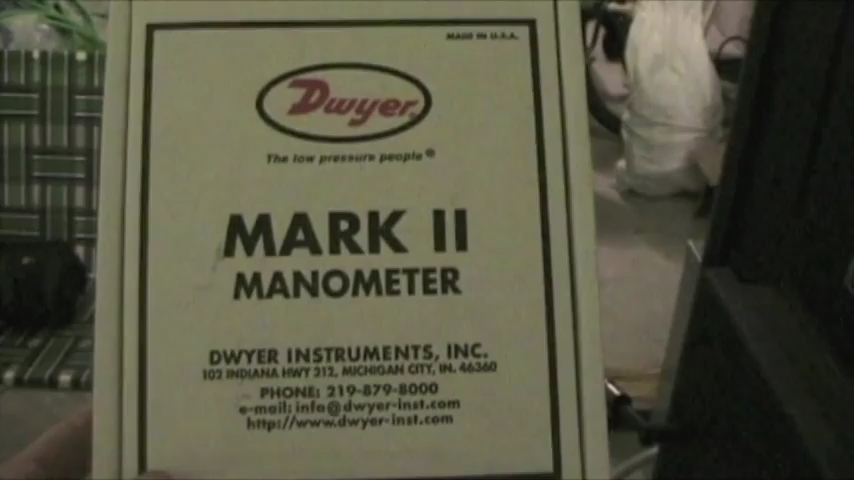 MADE IN U.S.A.
Dwyer®
The low pressure people®
MARK II
MANOMETER
DWYER INSTRUMENTS, INC.
102 INDIANA HWY 212, MICHIGAN CITY, IN. 46360
PHONE: 219-879-8000
e-mail: info@dwyer-inst.com
http://www.dwyer-inst.com